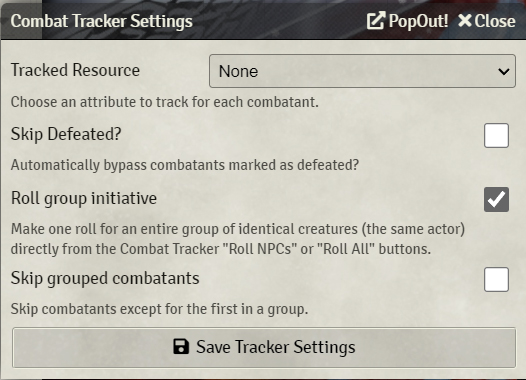 Combat Tracker Settings PopOut! Close
Tracked Resource None
Choose an attribute to track for each combatant.
Skip Defeated?
Automatically bypass combatants marked as defeated?
Roll group initiative
Make one roll for an entire group of identical creatures (the same actor)
directly from the Combat Tracker "Roll NPCs" or "Roll All" buttons.
Skip grouped combatants
Skip combatants except for the first in a group.
Save Tracker Settings